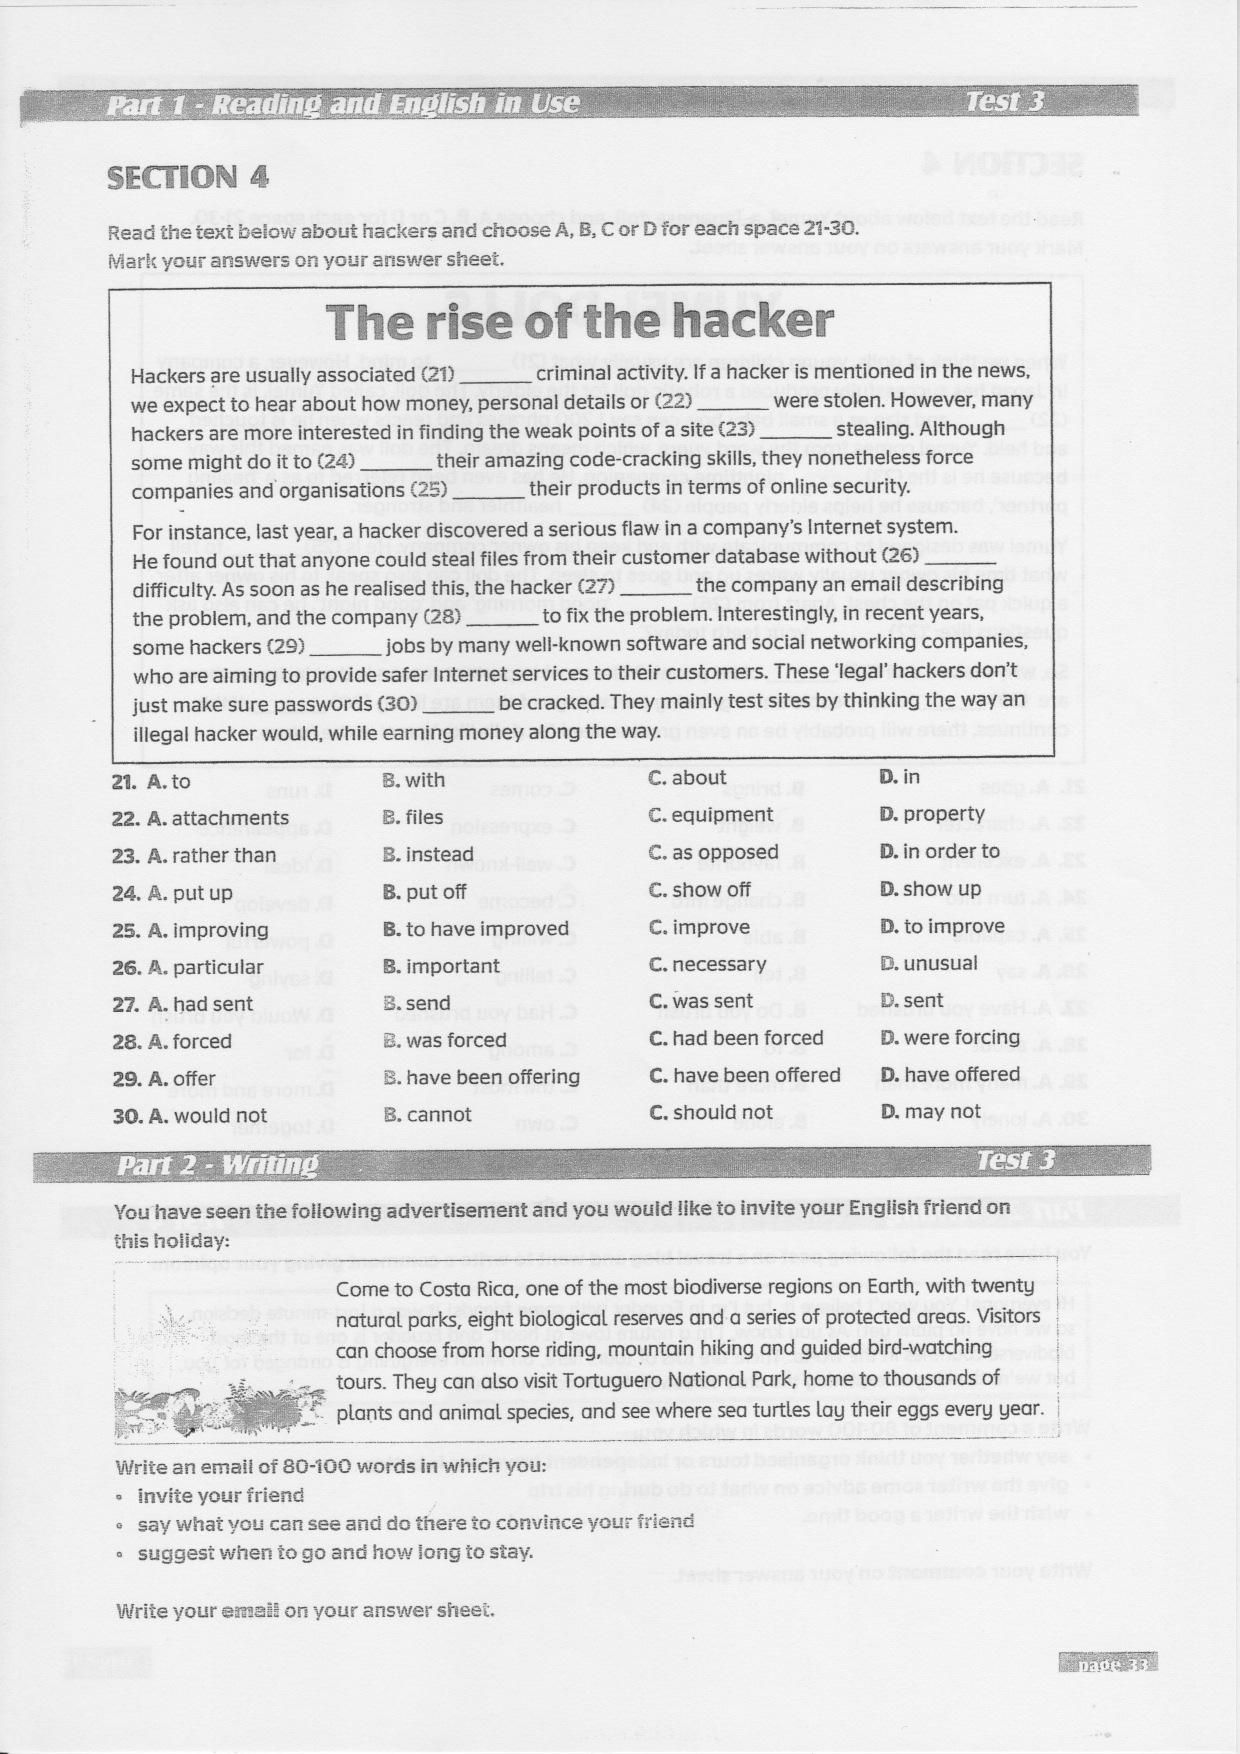 Part 1 - Reading and English in Use Test 3
SECTION 4
Read the text below about hackers and choose A, B, C or D for each space 21-30.
Mark your answers on your answer sheet.
The rise of the hacker
Hackers are usually associated (21) _______ criminal activity. If a hacker is mentioned in the news,
we expect to hear about how money, personal details or (22) _______ were stolen. However, many
hackers are more interested in finding the weak points of a site (23) _______ stealing. Although
some might do it to (24) _______ their amazing code-cracking skills, they nonetheless force
companies and organisations (25) _______ their products in terms of online security.
For instance, last year, a hacker discovered a serious flaw in a company's Internet system.
He found out that anyone could steal files from their customer database without (26) _______
difficulty. As soon as he realised this, the hacker (27) _______ the company an email describing
the problem, and the company (28) _______ to fix the problem. Interestingly, in recent years,
some hackers (29) _______ jobs by many well-known software and social networking companies,
who are aiming to provide safer Internet services to their customers. These 'legal' hackers don't
just make sure passwords (30) _______ be cracked. They mainly test sites by thinking the way an
illegal hacker would, while earning money along the way.
21. A. to B. with C. about D. in
22. A. attachments B. files C. equipment D. property
23. A. rather than B. instead C. as opposed D. in order to
24. A. put up B. put off C. show off D. show up
25. A. improving B. to have improved C. improve D. to improve
26. A. particular B. important C. necessary D. unusual
27. A. had sent B. send C. was sent D. sent
28. A. forced B. was forced C. had been forced D. were forcing
29. A. offer B. have been offering C. have been offered D. have offered
30. A. would not B. cannot C. should not D. may not
Part 2 - Writing Test 3
You have seen the following advertisement and you would like to invite your English friend on
this holiday:
Come to Costa Rica, one of the most biodiverse regions on Earth, with twenty
natural parks, eight biological reserves and a series of protected areas. Visitors
can choose from horse riding, mountain hiking and guided bird-watching
tours. They can also visit Tortuguero National Park, home to thousands of
plants and animal species, and see where sea turtles lay their eggs every year.
Write an email of 80-100 words in which you:
• invite your friend
• say what you can see and do there to convince your friend
• suggest when to go and how long to stay.
Write your email on your answer sheet.
page 33